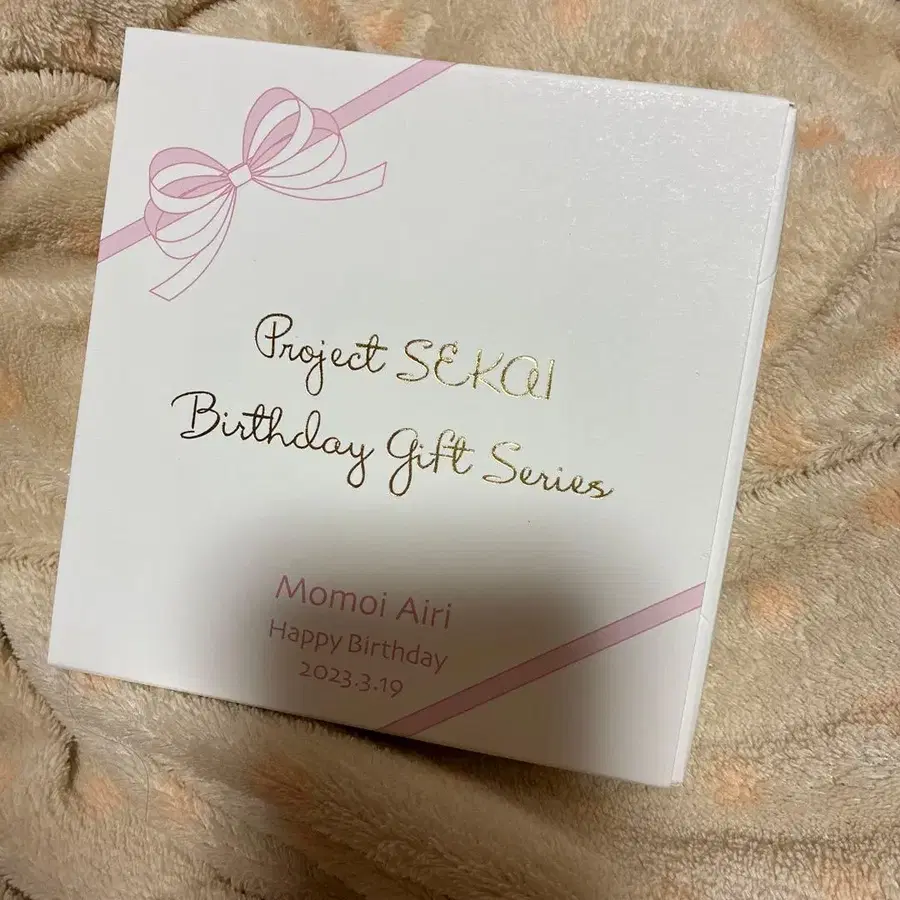 Project SEKAI
Birthday Gift Series
Momoi Airi
Happy Birthday
2023.3.19